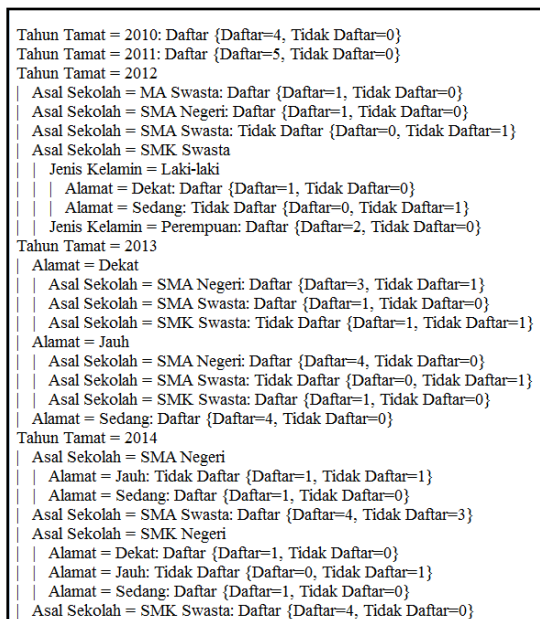 Tahun Tamat = 2010: Daftar {Daftar=4, Tidak Daftar=0}
Tahun Tamat = 2011: Daftar {Daftar=5, Tidak Daftar=0}
Tahun Tamat = 2012
| Asal Sekolah = MA Swasta: Daftar {Daftar=1, Tidak Daftar=0}
| Asal Sekolah = SMA Negeri: Daftar {Daftar=1, Tidak Daftar=0}
| Asal Sekolah = SMA Swasta: Tidak Daftar {Daftar=0, Tidak Daftar=1}
| Asal Sekolah = SMK Swasta
| | Jenis Kelamin = Laki-laki
| | | Alamat = Dekat: Daftar {Daftar=1, Tidak Daftar=0}
| | | Alamat = Sedang: Tidak Daftar {Daftar=0, Tidak Daftar=1}
| | Jenis Kelamin = Perempuan: Daftar {Daftar=2, Tidak Daftar=0}
Tahun Tamat = 2013
| Alamat = Dekat
| | Asal Sekolah = SMA Negeri: Daftar {Daftar=3, Tidak Daftar=1}
| | Asal Sekolah = SMA Swasta: Daftar {Daftar=1, Tidak Daftar=0}
| | Asal Sekolah = SMK Swasta: Tidak Daftar {Daftar=1, Tidak Daftar=1}
| Alamat = Jauh
| | Asal Sekolah = SMA Negeri: Daftar {Daftar=4, Tidak Daftar=0}
| | Asal Sekolah = SMA Swasta: Tidak Daftar {Daftar=0, Tidak Daftar=1}
| | Asal Sekolah = SMK Swasta: Daftar {Daftar=1, Tidak Daftar=0}
| Alamat = Sedang: Daftar {Daftar=4, Tidak Daftar=0}
Tahun Tamat = 2014
| Asal Sekolah = SMA Negeri
| | Alamat = Jauh: Tidak Daftar {Daftar=1, Tidak Daftar=1}
| | Alamat = Sedang: Daftar {Daftar=1, Tidak Daftar=0}
| Asal Sekolah = SMA Swasta: Daftar {Daftar=4, Tidak Daftar=3}
| Asal Sekolah = SMK Negeri
| | Alamat = Dekat: Daftar {Daftar=1, Tidak Daftar=0}
| | Alamat = Jauh: Tidak Daftar {Daftar=0, Tidak Daftar=1}
| | Alamat = Sedang: Daftar {Daftar=1, Tidak Daftar=0}
| Asal Sekolah = SMK Swasta: Daftar {Daftar=4, Tidak Daftar=0}